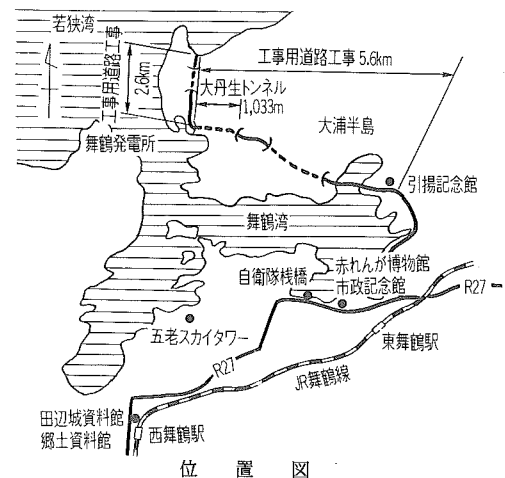 若狭湾
工事用道路工事
2.6km
工事用道路工事 5.6km
大丹生トンネル
1,033m
大浦半島
舞鶴発電所
引揚記念館
舞鶴湾
自衛隊桟橋
赤れんが博物館
市政記念館
R27
五老スカイタワー
東舞鶴駅
R27
JR舞鶴線
田辺城資料館
郷土資料館
西舞鶴駅
位置図